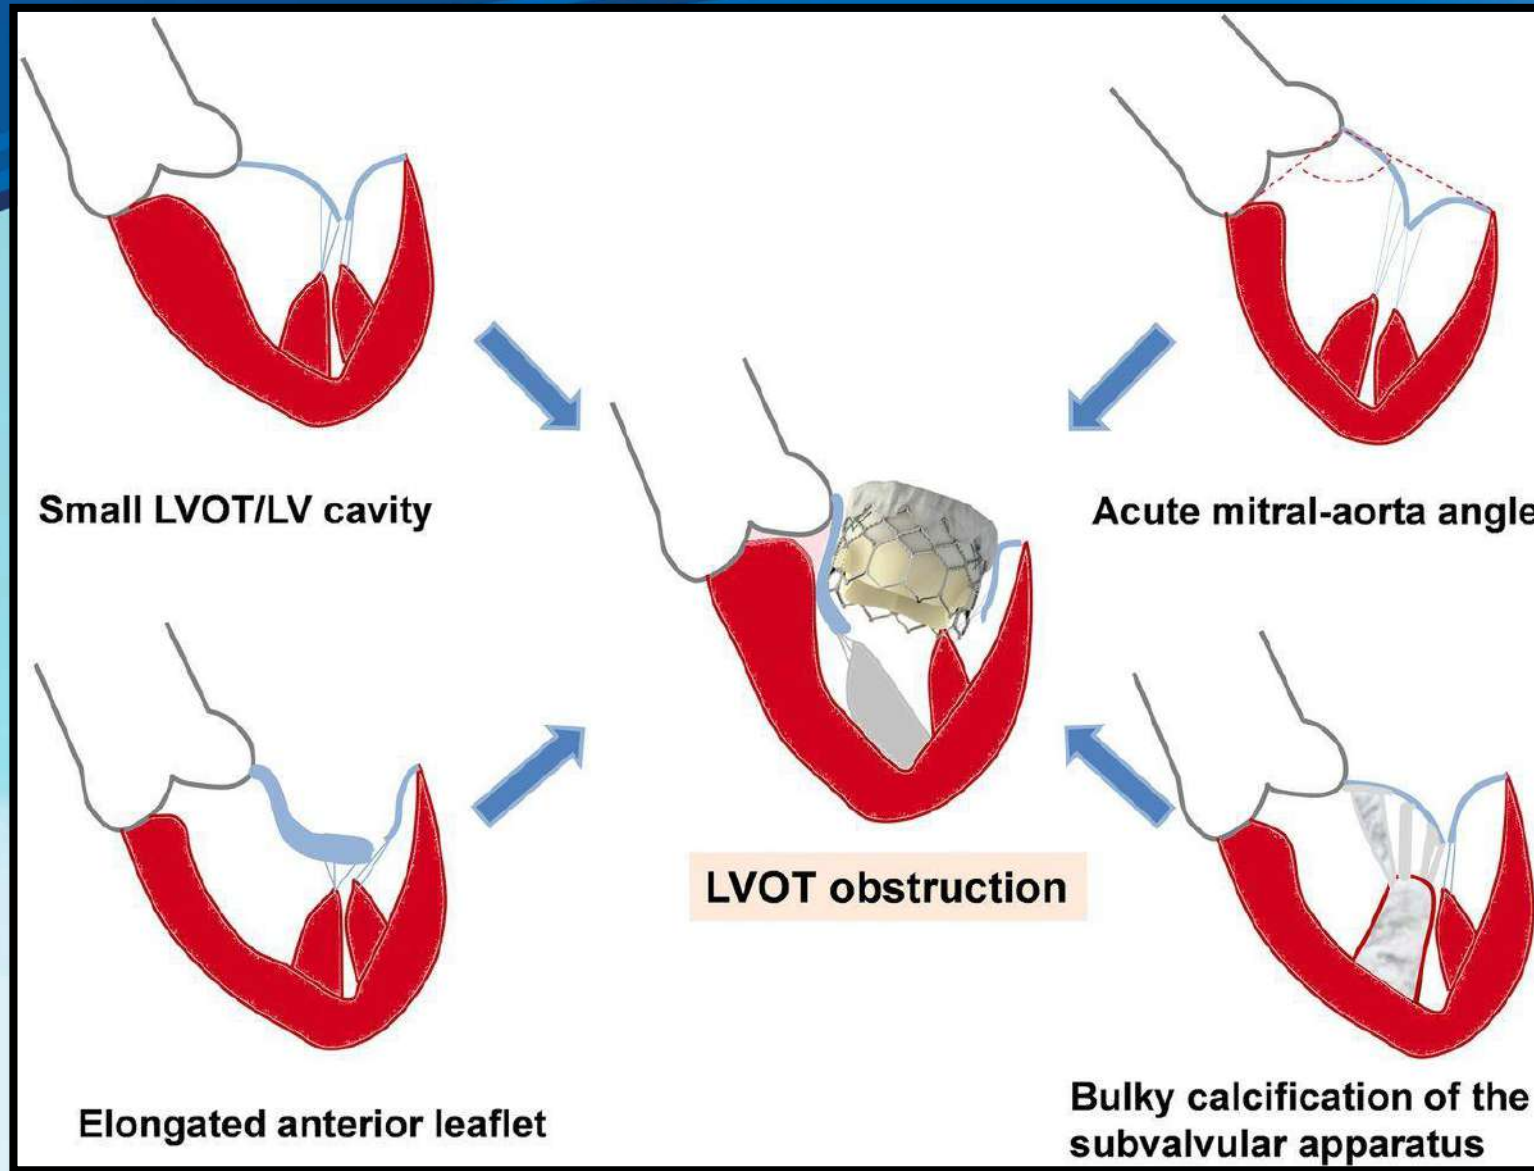 Small LVOT/LV cavity
Acute mitral-aorta angle
LVOT obstruction
Elongated anterior leaflet
Bulky calcification of the
subvalvular apparatus